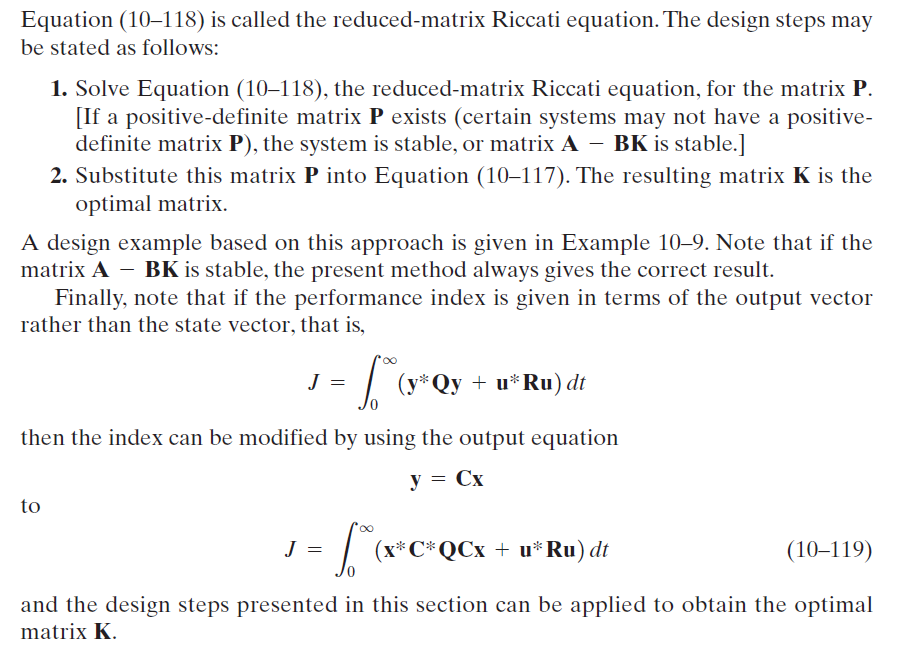 Equation (10–118) is called the reduced-matrix Riccati equation. The design steps may
be stated as follows:
1. Solve Equation (10–118), the reduced-matrix Riccati equation, for the matrix P.
[If a positive-definite matrix P exists (certain systems may not have a positive-
definite matrix P), the system is stable, or matrix A − BK is stable.]
2. Substitute this matrix P into Equation (10–117). The resulting matrix K is the
optimal matrix.
A design example based on this approach is given in Example 10–9. Note that if the
matrix A − BK is stable, the present method always gives the correct result.
Finally, note that if the performance index is given in terms of the output vector
rather than the state vector, that is,
J = ∫₀^∞ (y*Qy + u*Ru) dt
then the index can be modified by using the output equation
y = Cx
to
J = ∫₀^∞ (x*C*QCx + u*Ru) dt (10–119)
and the design steps presented in this section can be applied to obtain the optimal
matrix K.